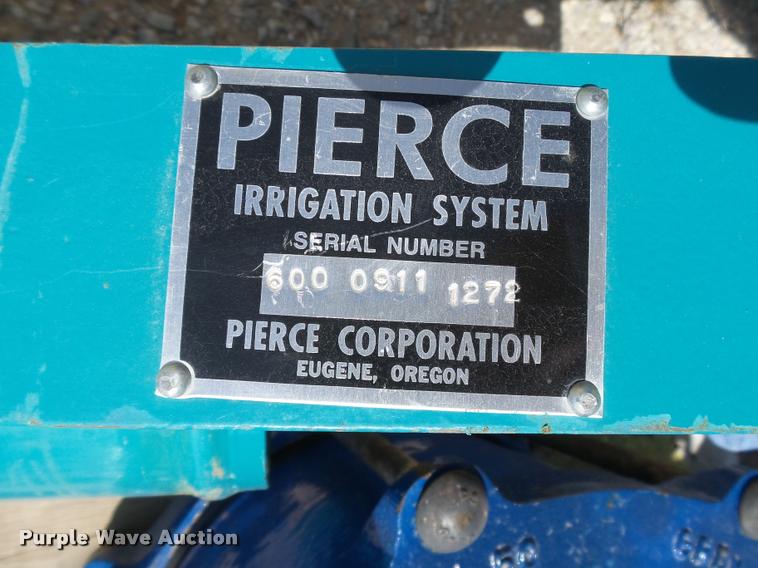 PIERCE
IRRIGATION SYSTEM
SERIAL NUMBER
600 0911 1272
PIERCE CORPORATION
EUGENE, OREGON
Purple Wave Auction